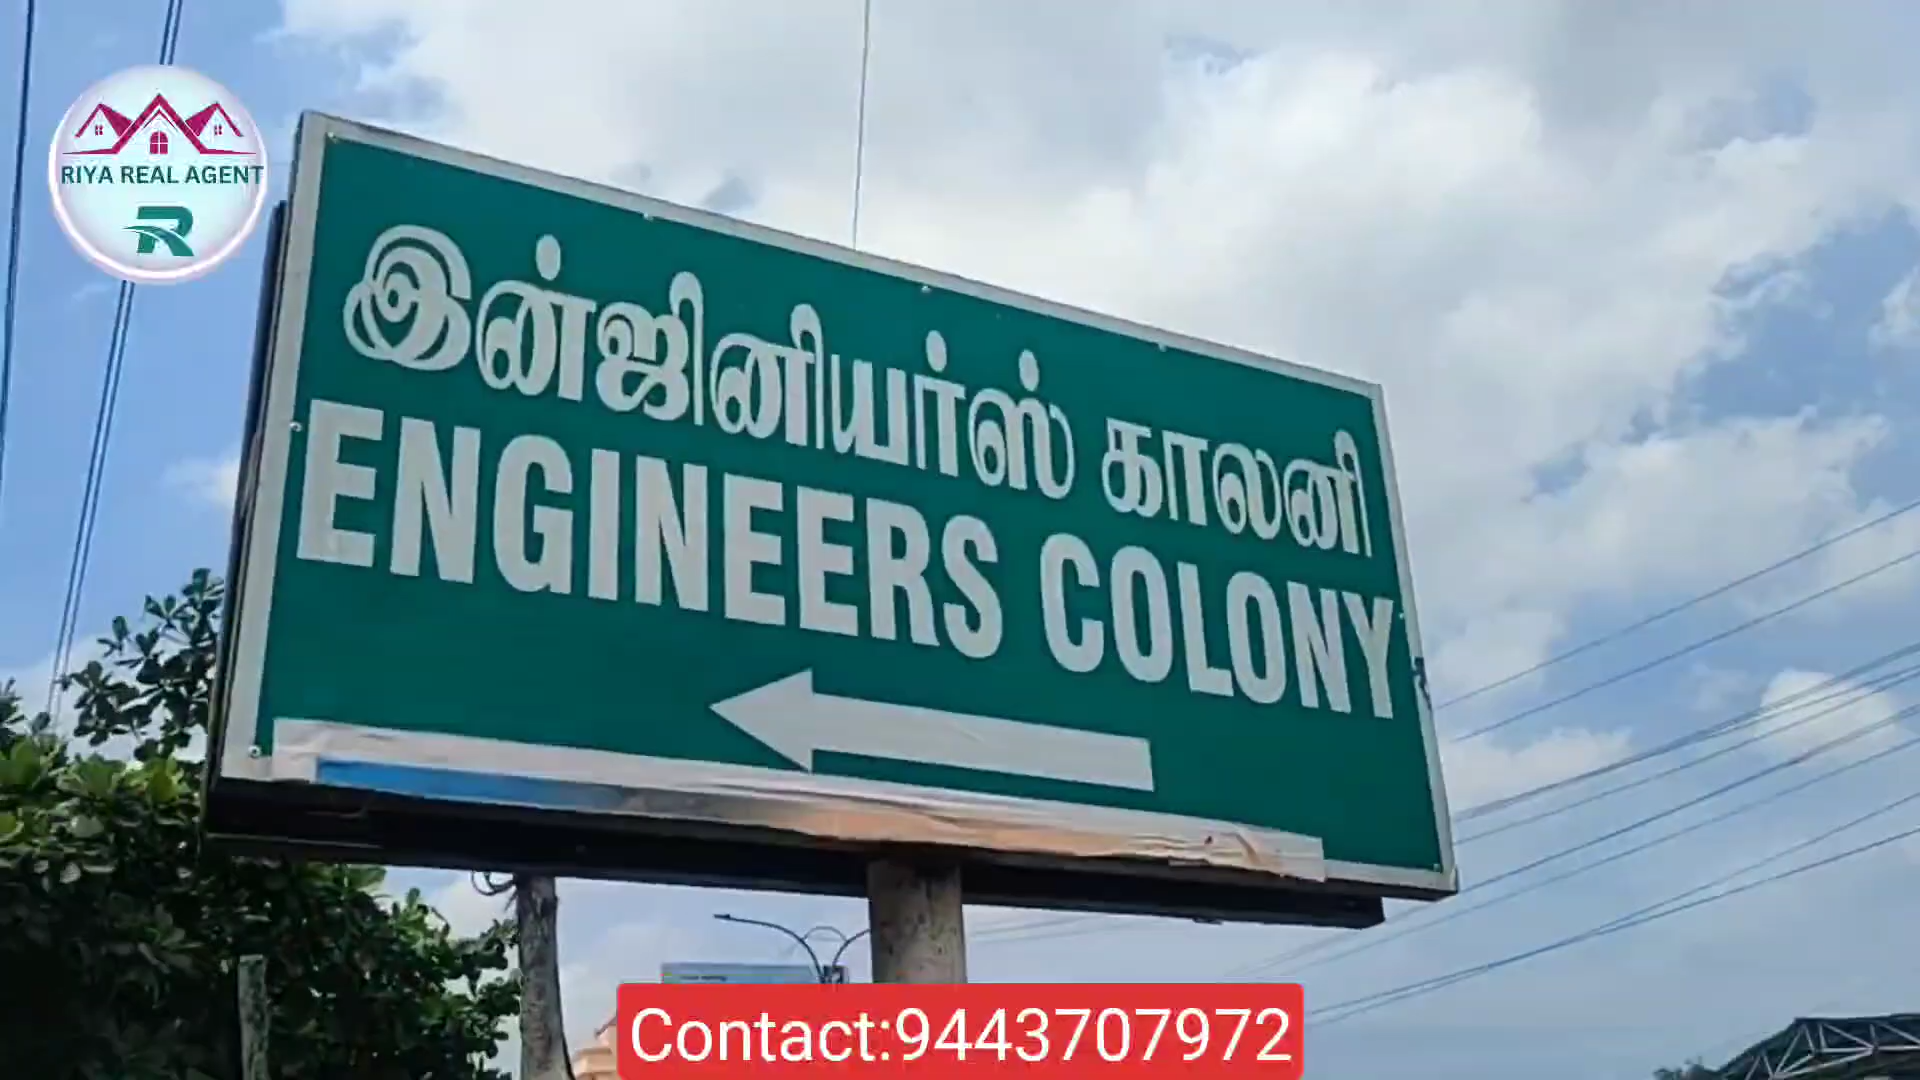 RIYA REAL AGENT
R
இன்ஜினியர்ஸ் காலனி
ENGINEERS COLONY
Contact:9443707972